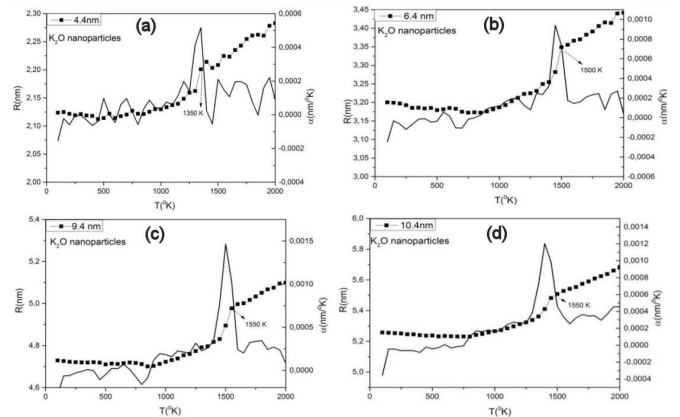 (a)
4.4nm
K2O nanoparticles
R(nm)
2,30
2,25
2,20
2,15
2,10
2,05
2,00
1350 K
0,0006
0,0004
0,0002
0,0000
-0,0002
-0,0004
α(nm/⁰K)
0 500 1000 1500 2000
T(⁰K)
(b)
6.4 nm
K2O nanoparticles
R(nm)
3,45
3,40
3,35
3,30
3,25
3,20
3,15
3,10
3,05
3,00
1500 K
0,0010
0,0008
0,0006
0,0004
0,0002
0,0000
-0,0002
-0,0004
-0,0006
α(nm/⁰K)
0 500 1000 1500 2000
T(⁰K)
(c)
9.4 nm
K2O nanoparticles
R(nm)
5,4
5,2
5,0
4,8
4,6
1550 K
0,0015
0,0010
0,0005
0,0000
α(nm/⁰K)
0 500 1000 1500 2000
T(⁰K)
(d)
10.4nm
K2O nanoparticles
R(nm)
6,0
5,8
5,6
5,4
5,2
5,0
1550 K
0,0014
0,0012
0,0010
0,0008
0,0006
0,0004
0,0002
0,0000
-0,0002
-0,0004
α(nm/⁰K)
0 500 1000 1500 2000
T(⁰K)